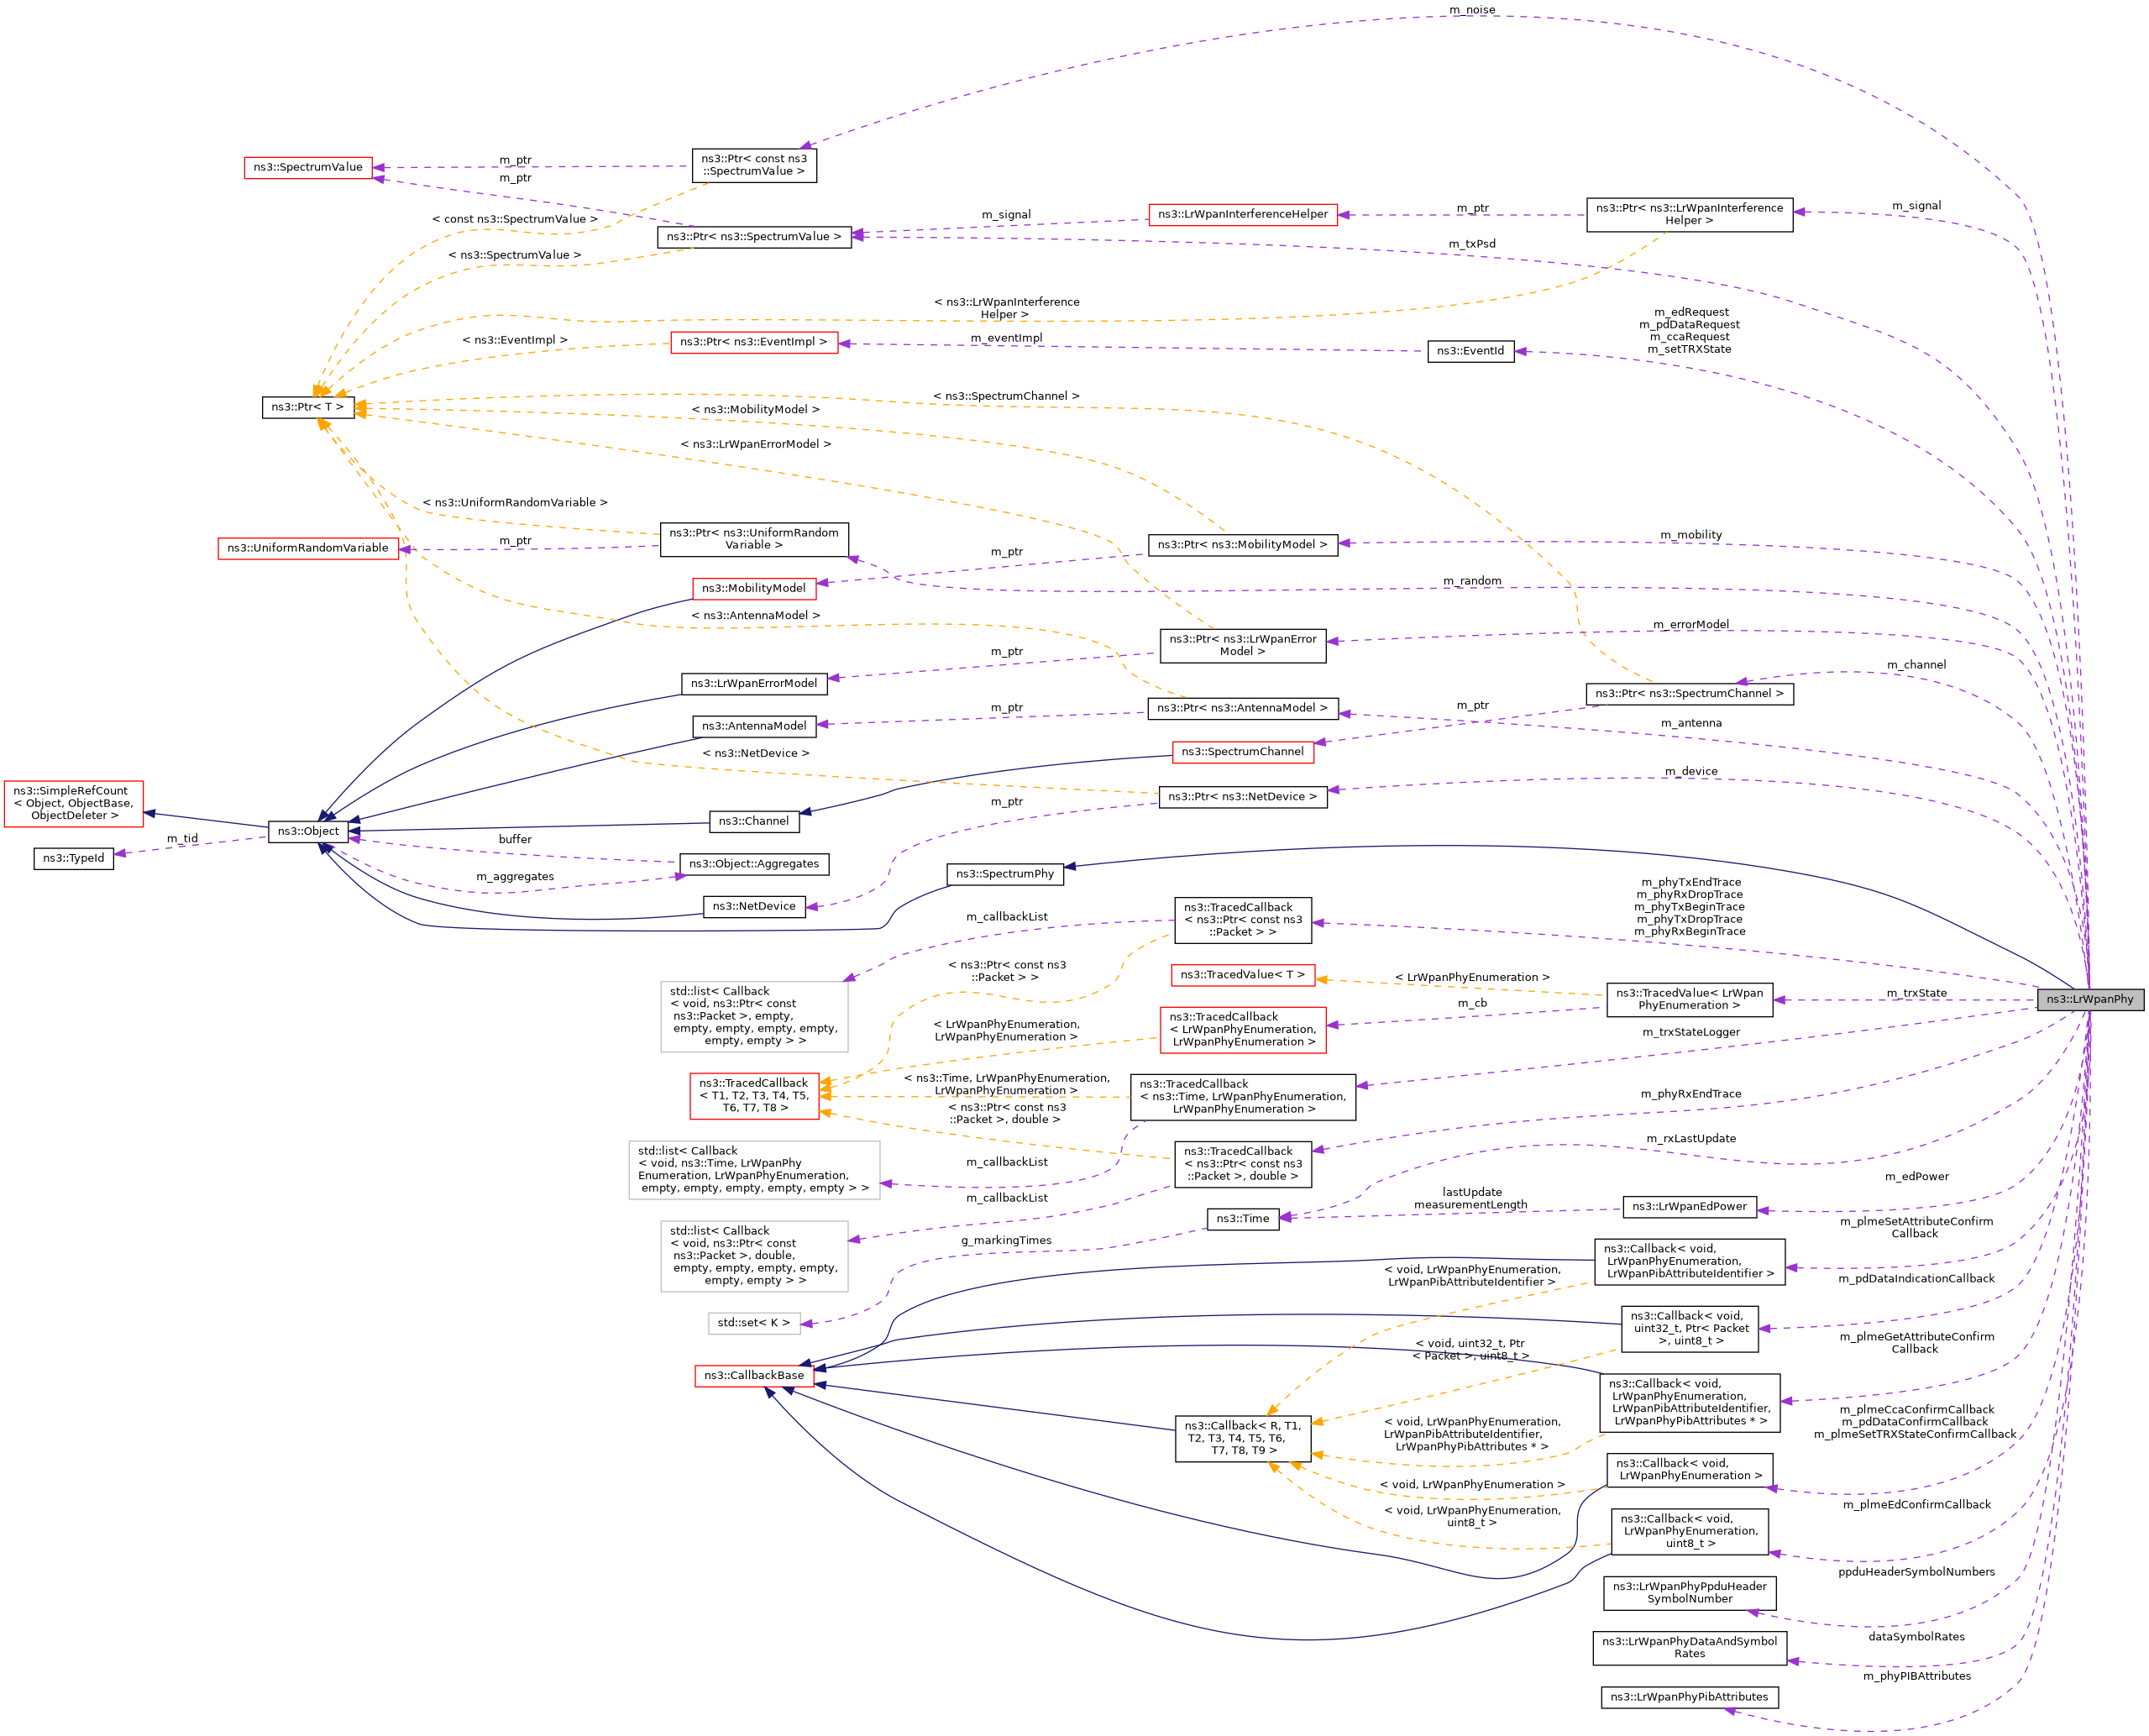 m_noise
ns3::Ptr< const ns3
::SpectrumValue >
m_ptr
ns3::SpectrumValue
m_ptr
< const ns3::SpectrumValue >
ns3::Ptr< ns3::SpectrumValue >
m_signal
ns3::LrWpanInterferenceHelper
m_ptr
ns3::Ptr< ns3::LrWpanInterference
Helper >
m_signal
m_txPsd
< ns3::SpectrumValue >
< ns3::LrWpanInterference
Helper >
m_edRequest
m_pdDataRequest
m_ccaRequest
m_setTRXState
< ns3::EventImpl >
ns3::Ptr< ns3::EventImpl >
m_eventImpl
ns3::EventId
ns3::Ptr< T >
< ns3::SpectrumChannel >
< ns3::MobilityModel >
< ns3::LrWpanErrorModel >
< ns3::UniformRandomVariable >
ns3::UniformRandomVariable
m_ptr
ns3::Ptr< ns3::UniformRandom
Variable >
m_ptr
ns3::Ptr< ns3::MobilityModel >
m_mobility
ns3::MobilityModel
m_random
< ns3::AntennaModel >
ns3::Ptr< ns3::LrWpanError
Model >
m_errorModel
m_ptr
ns3::LrWpanErrorModel
m_channel
ns3::Ptr< ns3::SpectrumChannel >
ns3::AntennaModel
m_ptr
ns3::Ptr< ns3::AntennaModel >
m_ptr
m_antenna
< ns3::NetDevice >
ns3::SpectrumChannel
m_device
ns3::SimpleRefCount
< Object, ObjectBase,
ObjectDeleter >
m_ptr
ns3::Ptr< ns3::NetDevice >
ns3::Channel
ns3::Object
m_tid
ns3::TypeId
buffer
ns3::Object::Aggregates
m_aggregates
ns3::SpectrumPhy
ns3::NetDevice
m_phyTxEndTrace
m_phyRxDropTrace
m_phyTxBeginTrace
m_phyTxDropTrace
m_phyRxBeginTrace
m_callbackList
ns3::TracedCallback
< ns3::Ptr< const ns3
::Packet > >
< ns3::Ptr< const ns3
::Packet > >
ns3::TracedValue< T >
< LrWpanPhyEnumeration >
ns3::TracedValue< LrWpan
PhyEnumeration >
m_trxState
ns3::LrWpanPhy
std::list< Callback
< void, ns3::Ptr< const
ns3::Packet >, empty,
empty, empty, empty, empty,
empty, empty > >
m_cb
< LrWpanPhyEnumeration,
LrWpanPhyEnumeration >
ns3::TracedCallback
< LrWpanPhyEnumeration,
LrWpanPhyEnumeration >
m_trxStateLogger
ns3::TracedCallback
< T1, T2, T3, T4, T5,
T6, T7, T8 >
< ns3::Time, LrWpanPhyEnumeration,
LrWpanPhyEnumeration >
ns3::TracedCallback
< ns3::Time, LrWpanPhyEnumeration,
LrWpanPhyEnumeration >
m_phyRxEndTrace
< ns3::Ptr< const ns3
::Packet >, double >
m_rxLastUpdate
std::list< Callback
< void, ns3::Time, LrWpanPhy
Enumeration, LrWpanPhyEnumeration,
empty, empty, empty, empty, empty > >
m_callbackList
ns3::TracedCallback
< ns3::Ptr< const ns3
::Packet >, double >
m_edPower
m_callbackList
lastUpdate
measurementLength
ns3::LrWpanEdPower
ns3::Time
std::list< Callback
< void, ns3::Ptr< const
ns3::Packet >, double,
empty, empty, empty, empty,
empty, empty > >
g_markingTimes
m_plmeSetAttributeConfirm
Callback
ns3::Callback< void,
LrWpanPhyEnumeration,
LrWpanPibAttributeIdentifier >
< void, LrWpanPhyEnumeration,
LrWpanPibAttributeIdentifier >
m_pdDataIndicationCallback
std::set< K >
ns3::Callback< void,
uint32_t, Ptr< Packet
>, uint8_t >
< void, uint32_t, Ptr
< Packet >, uint8_t >
m_plmeGetAttributeConfirm
Callback
ns3::CallbackBase
ns3::Callback< void,
LrWpanPhyEnumeration,
LrWpanPibAttributeIdentifier,
LrWpanPhyPibAttributes * >
ns3::Callback< R, T1,
T2, T3, T4, T5, T6,
T7, T8, T9 >
< void, LrWpanPhyEnumeration,
LrWpanPibAttributeIdentifier,
LrWpanPhyPibAttributes * >
m_plmeCcaConfirmCallback
m_pdDataConfirmCallback
m_plmeSetTRXStateConfirmCallback
ns3::Callback< void,
LrWpanPhyEnumeration >
< void, LrWpanPhyEnumeration >
< void, LrWpanPhyEnumeration,
uint8_t >
m_plmeEdConfirmCallback
ns3::Callback< void,
LrWpanPhyEnumeration,
uint8_t >
ppduHeaderSymbolNumbers
ns3::LrWpanPhyPpduHeader
SymbolNumber
dataSymbolRates
ns3::LrWpanPhyDataAndSymbol
Rates
m_phyPIBAttributes
ns3::LrWpanPhyPibAttributes